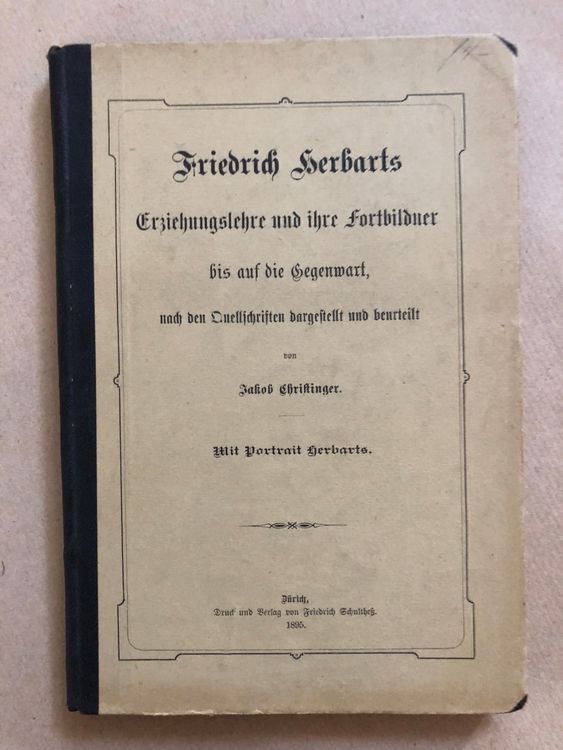 Friedrich Herbarts
Erziehungslehre und ihre Fortbildner
bis auf die Gegenwart,
nach den Quellschriften dargestellt und beurteilt
von
Jakob Christinger.
Mit Portrait Herbarts.
Zürich,
Druck und Verlag von Friedrich Schultheß.
1895.